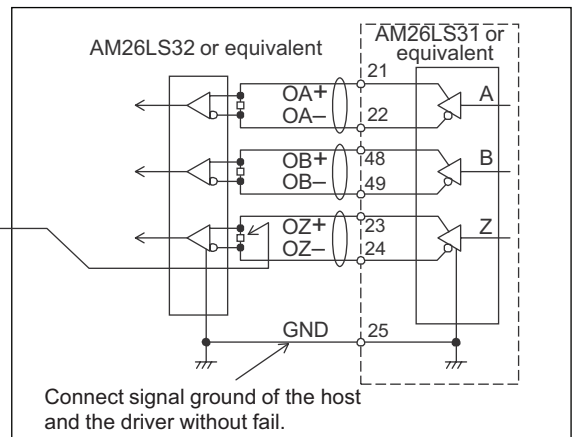 AM26LS32 or equivalent
AM26LS31 or
equivalent
21
OA+
OA−
22
A
OB+
48
OB−
49
B
OZ+
23
OZ−
24
Z
GND
25
Connect signal ground of the host
and the driver without fail.